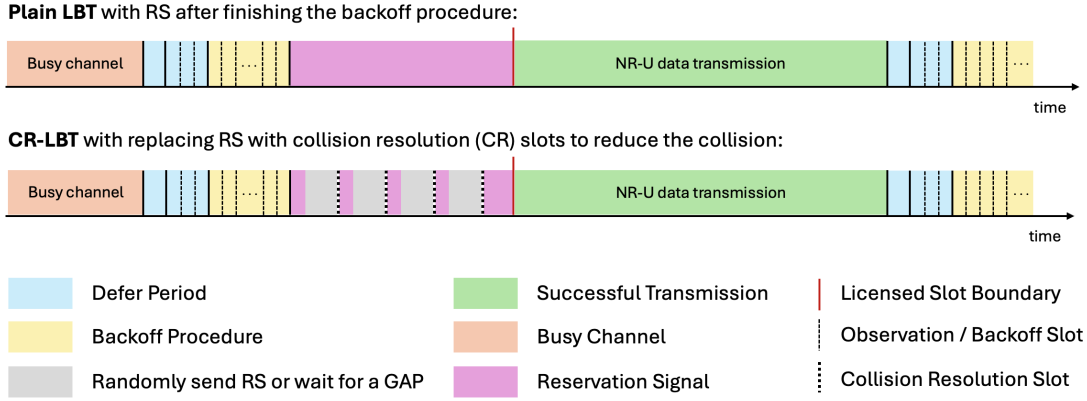 Plain LBT with RS after finishing the backoff procedure:
Busy channel
...
NR-U data transmission
...
time
CR-LBT with replacing RS with collision resolution (CR) slots to reduce the collision:
Busy channel
...
NR-U data transmission
...
time
Defer Period
Successful Transmission
Licensed Slot Boundary
Backoff Procedure
Busy Channel
Observation / Backoff Slot
Randomly send RS or wait for a GAP
Reservation Signal
Collision Resolution Slot